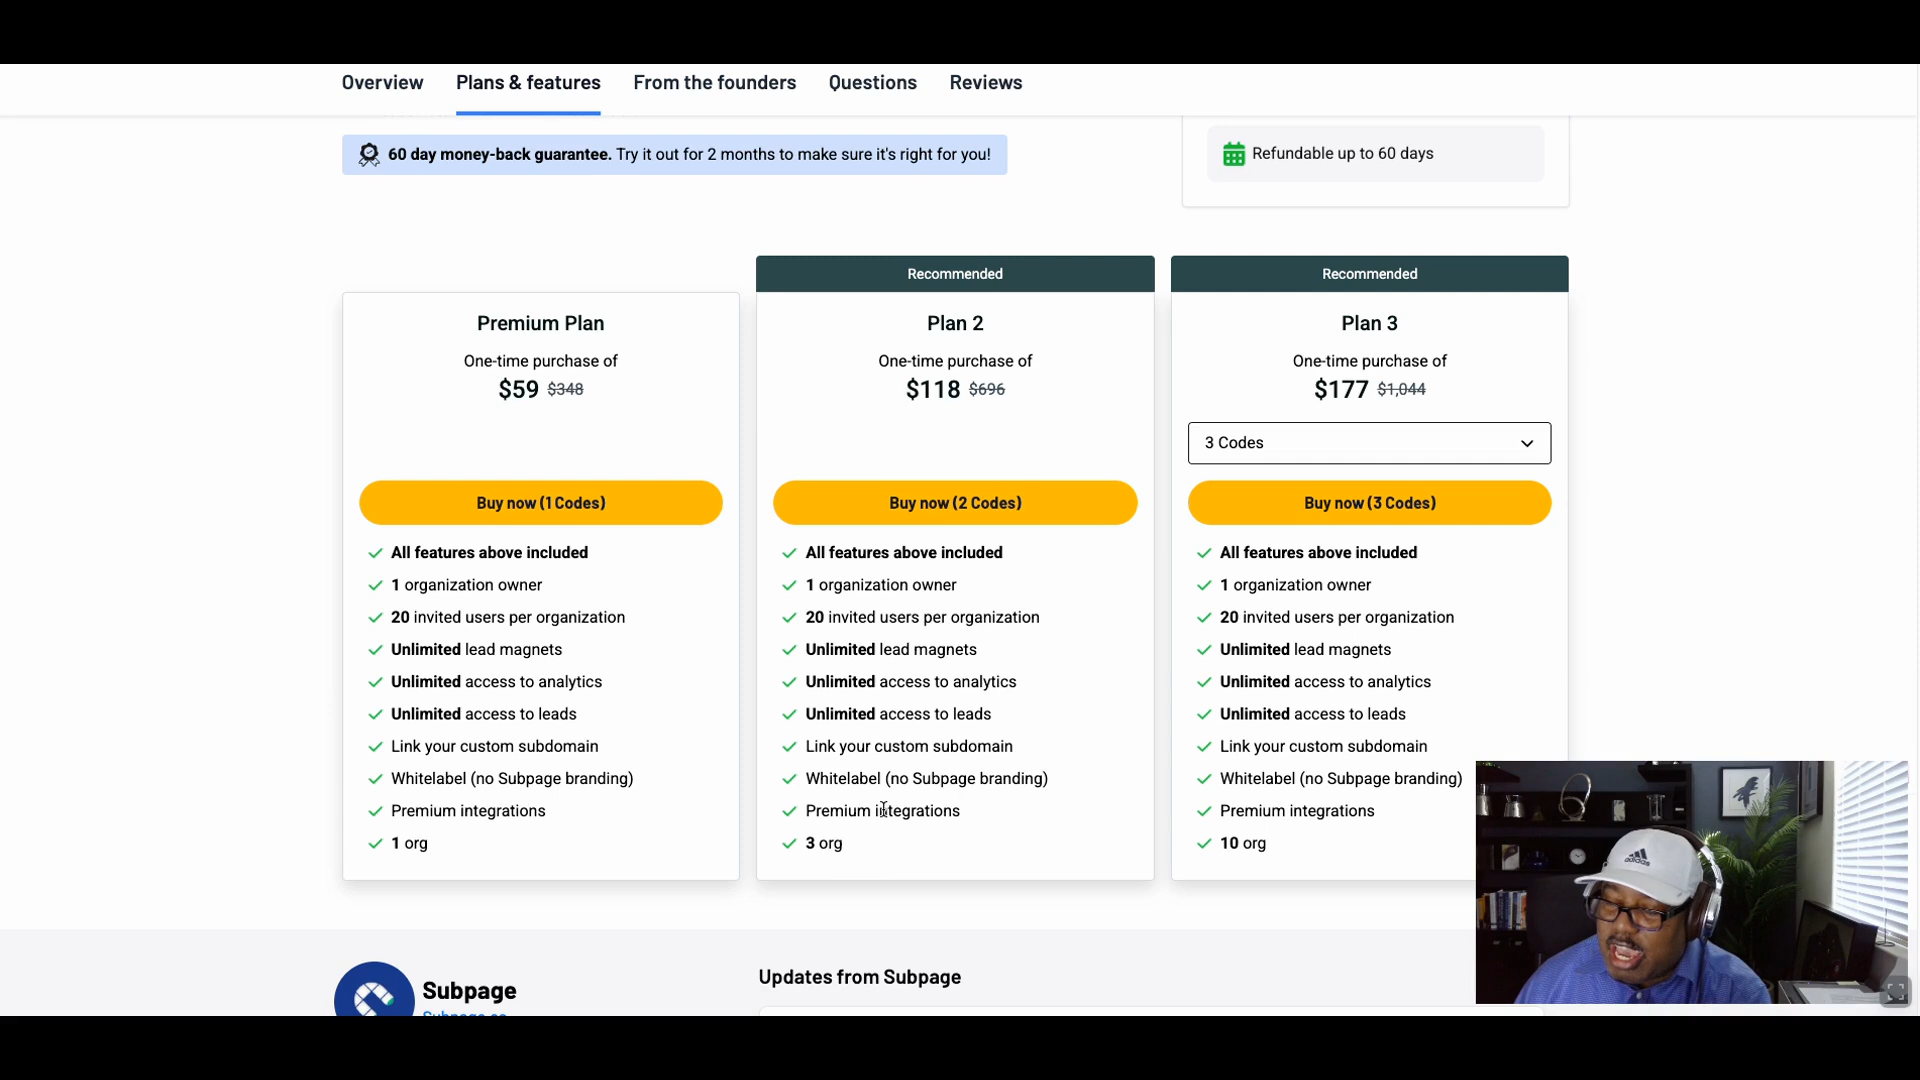 Overview
Plans & features
From the founders
Questions
Reviews
60 day money-back guarantee. Try it out for 2 months to make sure it's right for you!
Refundable up to 60 days
Premium Plan
One-time purchase of
$59 $348
Buy now (1 Codes)
All features above included
1 organization owner
20 invited users per organization
Unlimited lead magnets
Unlimited access to analytics
Unlimited access to leads
Link your custom subdomain
Whitelabel (no Subpage branding)
Premium integrations
1 org
Recommended
Plan 2
One-time purchase of
$118 $696
Buy now (2 Codes)
All features above included
1 organization owner
20 invited users per organization
Unlimited lead magnets
Unlimited access to analytics
Unlimited access to leads
Link your custom subdomain
Whitelabel (no Subpage branding)
Premium integrations
3 org
Recommended
Plan 3
One-time purchase of
$177 $1,044
3 Codes
Buy now (3 Codes)
All features above included
1 organization owner
20 invited users per organization
Unlimited lead magnets
Unlimited access to analytics
Unlimited access to leads
Link your custom subdomain
Whitelabel (no Subpage branding)
Premium integrations
10 org
Subpage
Updates from Subpage
adidas